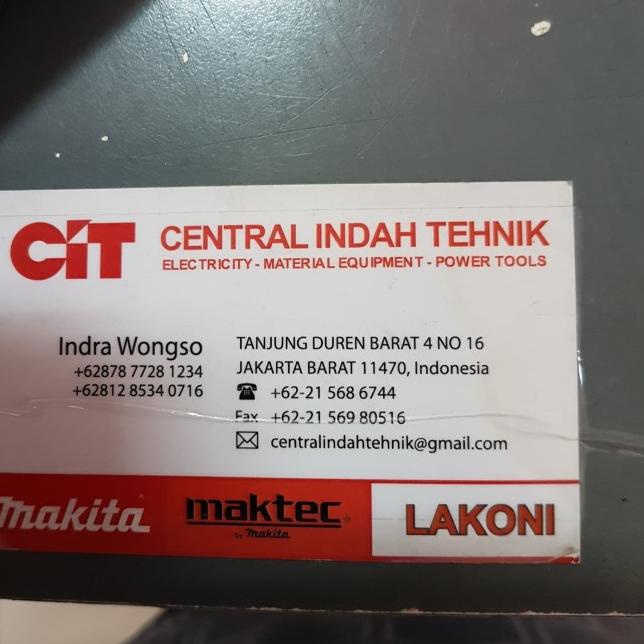 CiT
CENTRAL INDAH TEHNIK
ELECTRICITY - MATERIAL EQUIPMENT - POWER TOOLS
Indra Wongso
+62878 7728 1234
+62812 8534 0716
TANJUNG DUREN BARAT 4 NO 16
JAKARTA BARAT 11470, Indonesia
+62-21 568 6744
Fax +62-21 569 80516
centralindahtehnik@gmail.com
makita
maktec
by makita
LAKONI